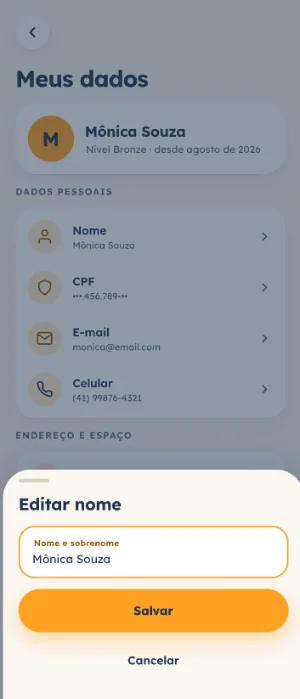 Meus dados
M
Mônica Souza
Nível Bronze · desde agosto de 2026
DADOS PESSOAIS
Nome
Mônica Souza
CPF
•••.456.789-••
E-mail
monica@email.com
Celular
(41) 99876-4321
ENDEREÇO E ESPAÇO
Editar nome
Nome e sobrenome
Mônica Souza
Salvar
Cancelar